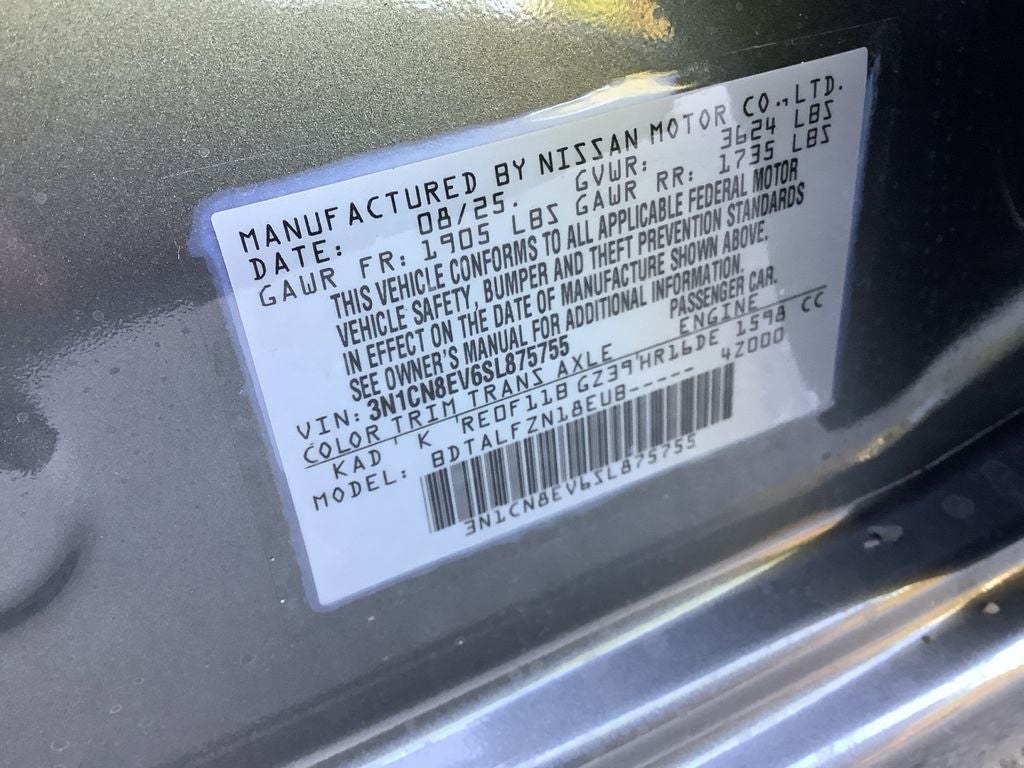 MANUFACTURED BY NISSAN MOTOR CO.,LTD.
DATE: 08/25. GVWR: 3624 LBS
GAWR FR: 1905 LBS GAWR RR: 1735 LBS
THIS VEHICLE CONFORMS TO ALL APPLICABLE FEDERAL MOTOR
VEHICLE SAFETY, BUMPER AND THEFT PREVENTION STANDARDS
IN EFFECT ON THE DATE OF MANUFACTURE SHOWN ABOVE.
SEE OWNER'S MANUAL FOR ADDITIONAL INFORMATION.
VIN: 3N1CN8EV6SL875755 PASSENGER CAR.
COLOR TRIM TRANS AXLE ENGINE
KAD ' K 'RE0F11B GZ39'HR16DE 1598 CC
MODEL: BDTALFZN18EUB----- 4Z000
3N1CN8EV6SL875755